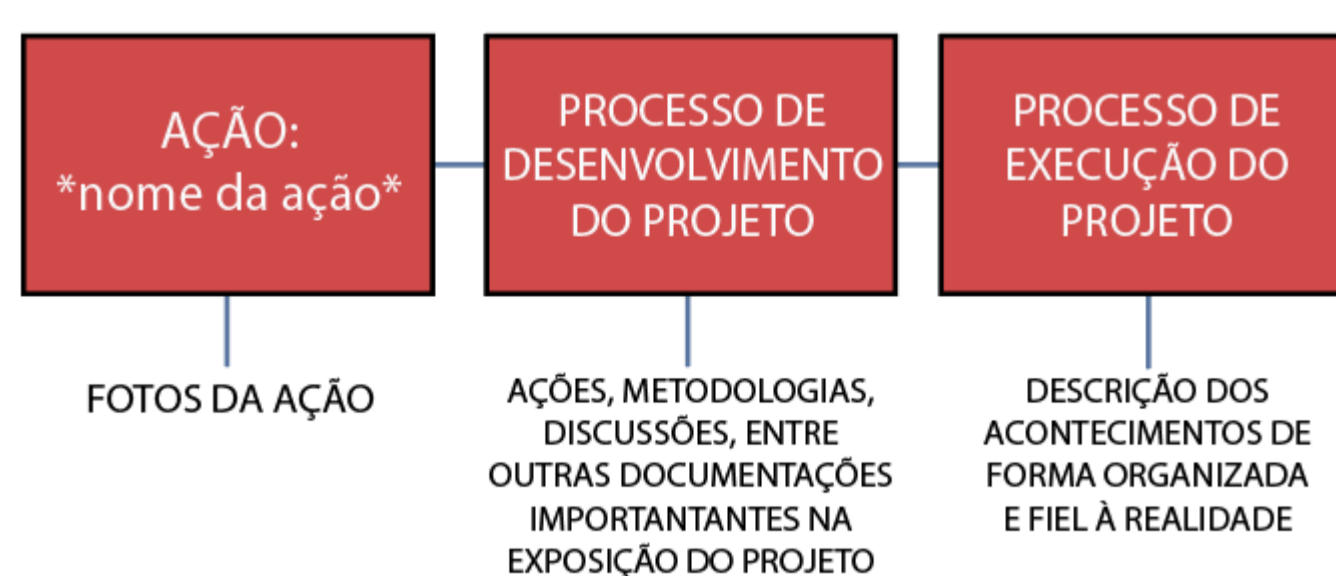 AÇÃO:
*nome da ação*
FOTOS DA AÇÃO
PROCESSO DE
DESENVOLVIMENTO
DO PROJETO
AÇÕES, METODOLOGIAS,
DISCUSSÕES, ENTRE
OUTRAS DOCUMENTAÇÕES
IMPORTANTANTES NA
EXPOSIÇÃO DO PROJETO
PROCESSO DE
EXECUÇÃO DO
PROJETO
DESCRIÇÃO DOS
ACONTECIMENTOS DE
FORMA ORGANIZADA
E FIEL À REALIDADE